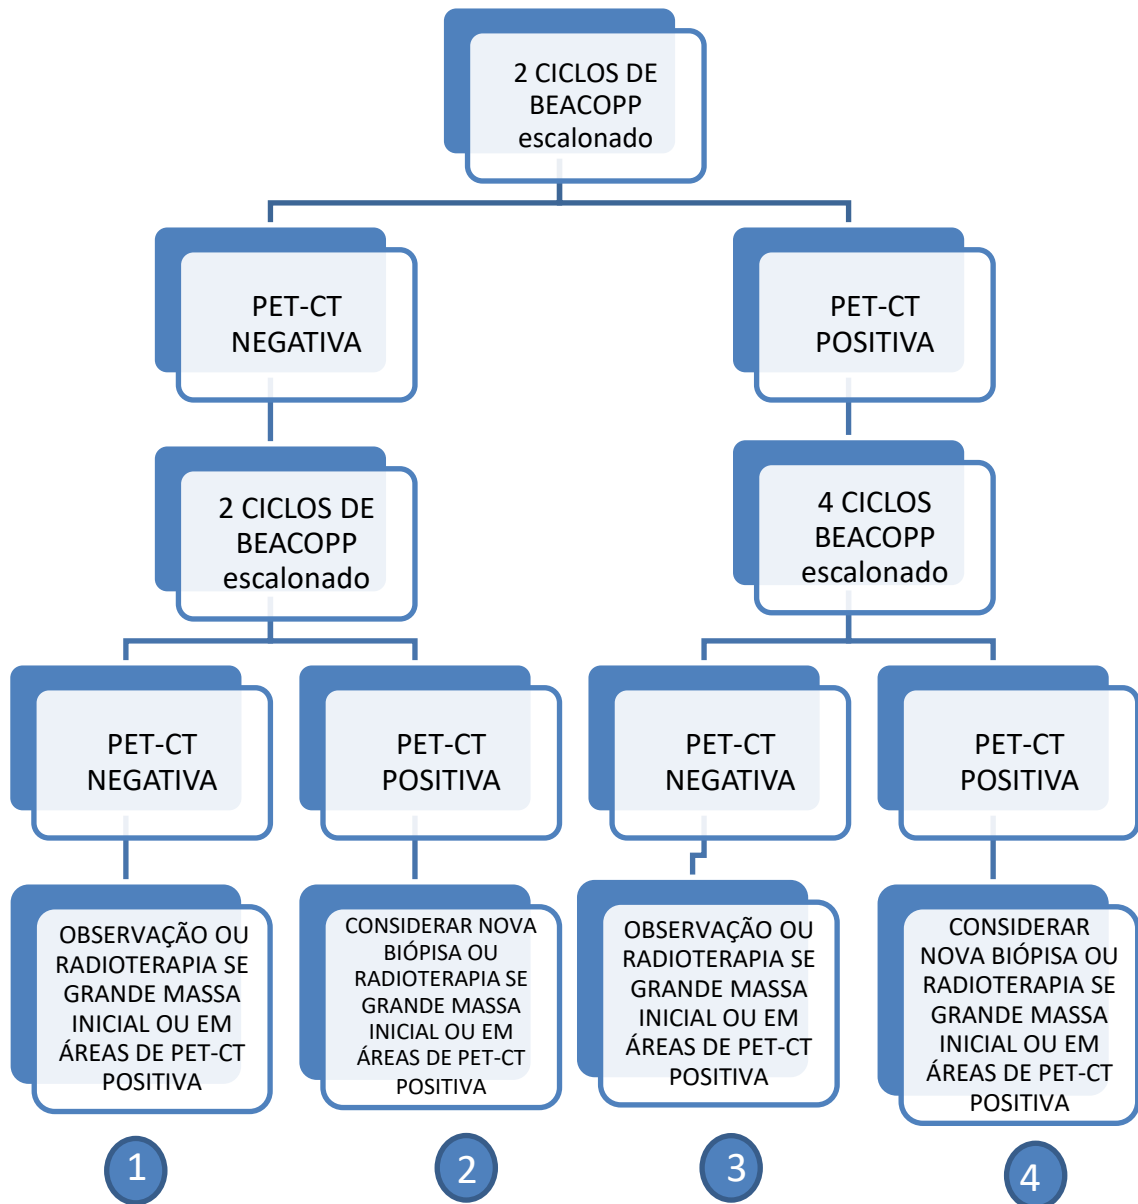 2 CICLOS DE
BEACOPP
escalonado
PET-CT
NEGATIVA
PET-CT
POSITIVA
2 CICLOS DE
BEACOPP
escalonado
4 CICLOS
BEACOPP
escalonado
PET-CT
NEGATIVA
PET-CT
POSITIVA
PET-CT
NEGATIVA
PET-CT
POSITIVA
OBSERVAÇÃO OU
RADIOTERAPIA SE
GRANDE MASSA
INICIAL OU EM
ÁREAS DE PET-CT
POSITIVA
CONSIDERAR NOVA
BIÓPISA OU
RADIOTERAPIA SE
GRANDE MASSA
INICIAL OU EM
ÁREAS DE PET-CT
POSITIVA
OBSERVAÇÃO OU
RADIOTERAPIA SE
GRANDE MASSA
INICIAL OU EM
ÁREAS DE PET-CT
POSITIVA
CONSIDERAR
NOVA BIÓPISA OU
RADIOTERAPIA SE
GRANDE MASSA
INICIAL OU EM
ÁREAS DE PET-CT
POSITIVA
1
2
3
4